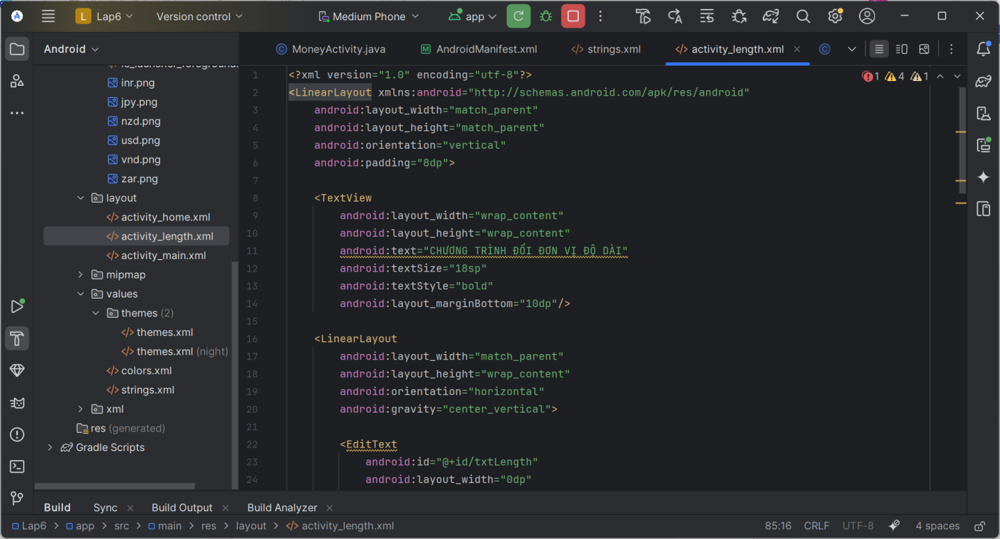 L Lap6 Version control Medium Phone app
Android
MoneyActivity.java AndroidManifest.xml strings.xml activity_length.xml
inr.png
jpy.png
nzd.png
usd.png
vnd.png
zar.png
layout
activity_home.xml
activity_length.xml
activity_main.xml
mipmap
values
themes (2)
themes.xml
themes.xml (night)
colors.xml
strings.xml
xml
res (generated)
Gradle Scripts
1 4 1
1 <?xml version="1.0" encoding="utf-8"?>
2 <LinearLayout xmlns:android="http://schemas.android.com/apk/res/android"
3 android:layout_width="match_parent"
4 android:layout_height="match_parent"
5 android:orientation="vertical"
6 android:padding="8dp">
7
8 <TextView
9 android:layout_width="wrap_content"
10 android:layout_height="wrap_content"
11 android:text="CHƯƠNG TRÌNH ĐỔI ĐƠN VỊ ĐỘ DÀI"
12 android:textSize="18sp"
13 android:textStyle="bold"
14 android:layout_marginBottom="10dp"/>
15
16 <LinearLayout
17 android:layout_width="match_parent"
18 android:layout_height="wrap_content"
19 android:orientation="horizontal"
20 android:gravity="center_vertical">
21
22 <EditText
23 android:id="@+id/txtLength"
24 android:layout_width="0dp"
Build Sync Build Output Build Analyzer
Lap6 > app > src > main > res > layout > activity_length.xml 85:16 CRLF UTF-8 4 spaces